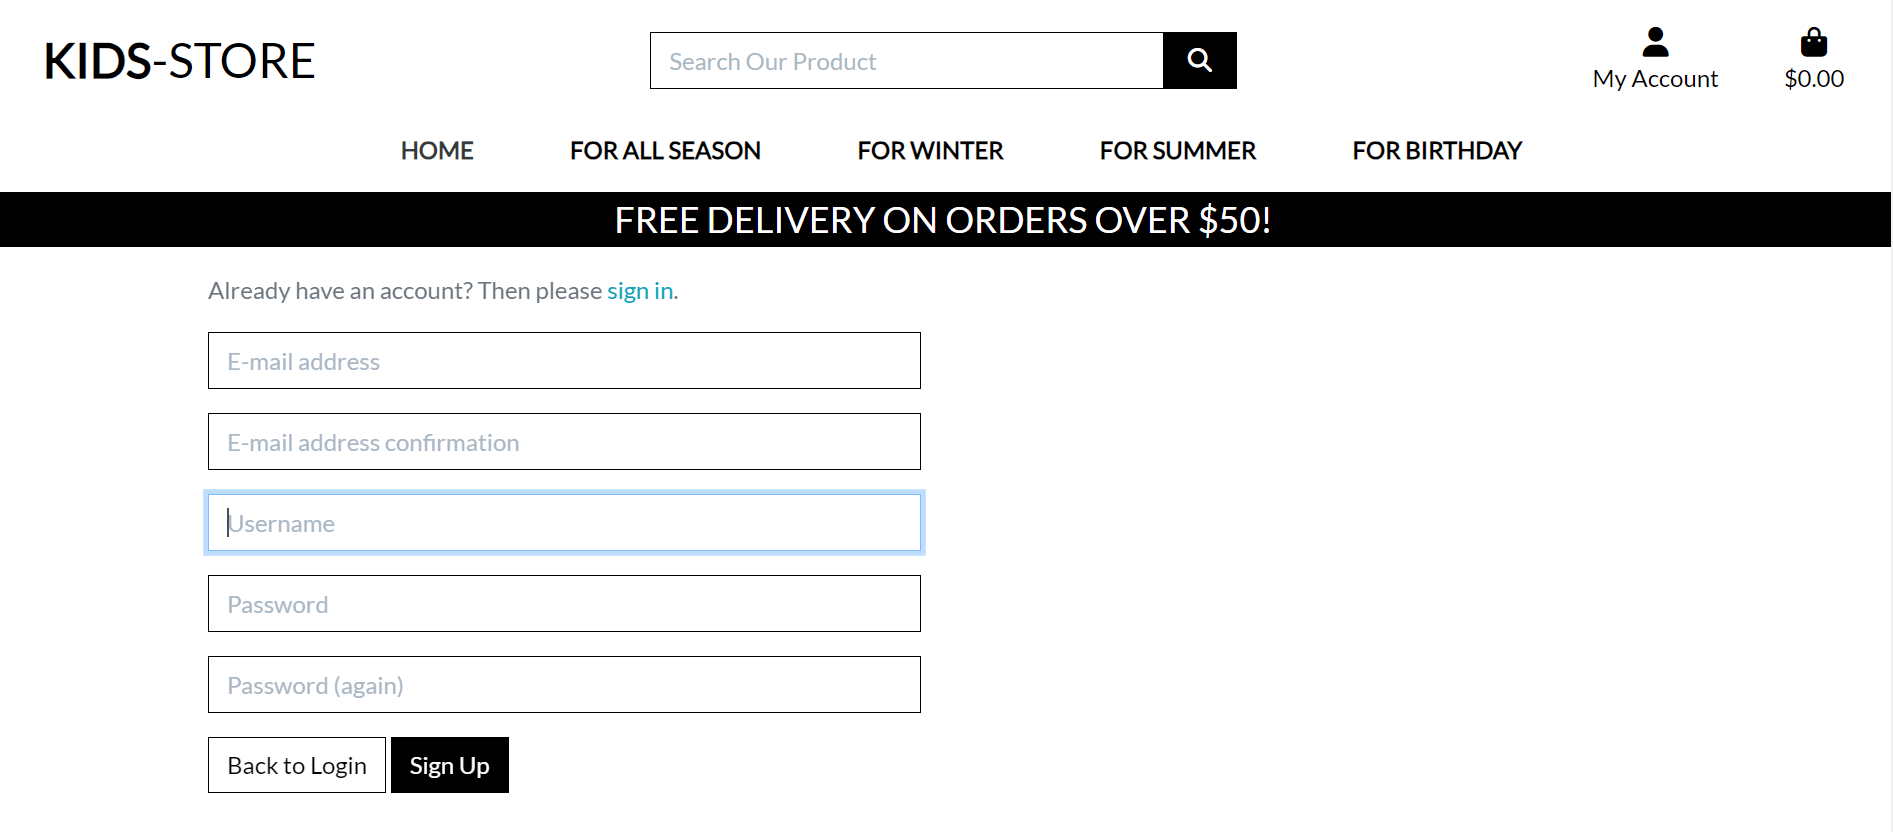 KIDS-STORE
Search Our Product
My Account
$0.00
HOME FOR ALL SEASON FOR WINTER FOR SUMMER FOR BIRTHDAY
FREE DELIVERY ON ORDERS OVER $50!
Already have an account? Then please sign in.
E-mail address
E-mail address confirmation
Username
Password
Password (again)
Back to Login Sign Up